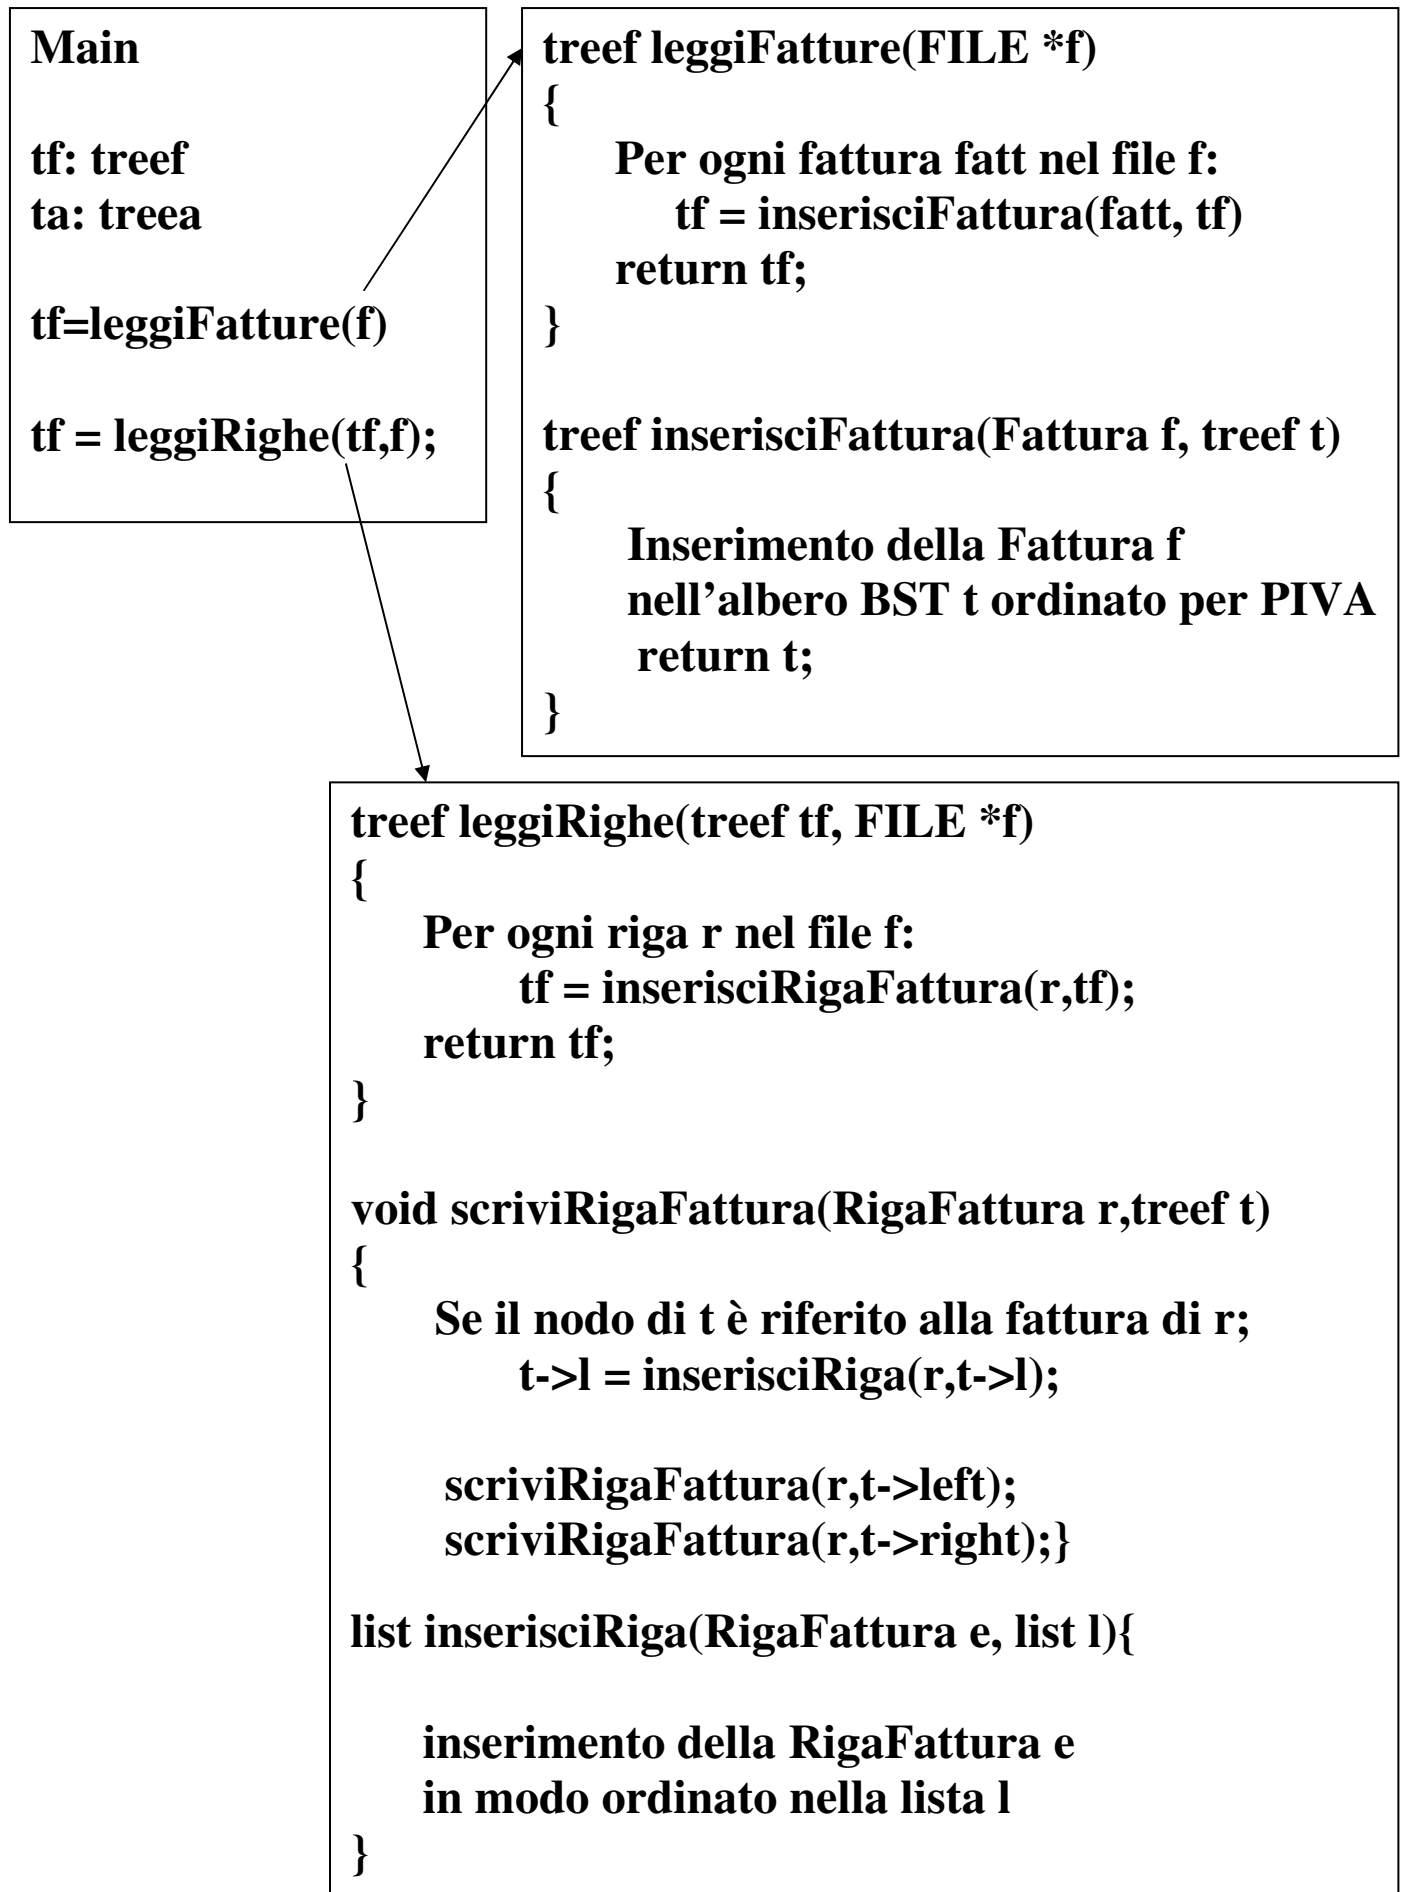 Main
tf: treef
ta: treea
tf=leggiFatture(f)
tf = leggiRighe(tf,f);
treef leggiFatture(FILE *f)
{
Per ogni fattura fatt nel file f:
tf = inserisciFattura(fatt, tf)
return tf;
}
treef inserisciFattura(Fattura f, treef t)
{
Inserimento della Fattura f
nell’albero BST t ordinato per PIVA
return t;
}
treef leggiRighe(treef tf, FILE *f)
{
Per ogni riga r nel file f:
tf = inserisciRigaFattura(r,tf);
return tf;
}
void scriviRigaFattura(RigaFattura r,treef t)
{
Se il nodo di t è riferito alla fattura di r;
t->l = inserisciRiga(r,t->l);
scriviRigaFattura(r,t->left);
scriviRigaFattura(r,t->right);}
list inserisciRiga(RigaFattura e, list l){
inserimento della RigaFattura e
in modo ordinato nella lista l
}